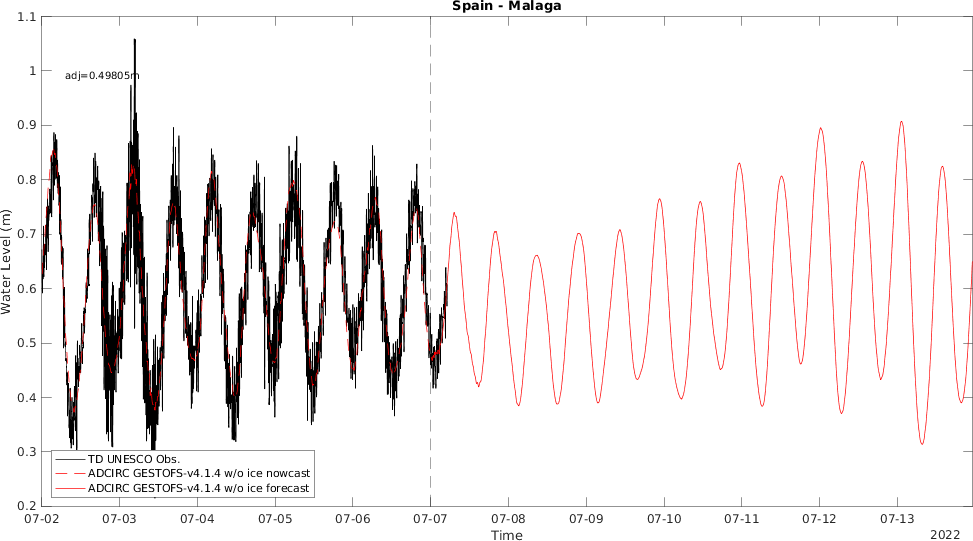 Spain - Malaga
1.1
1
0.9
0.8
0.7
0.6
0.5
0.4
0.3
0.2
Water Level (m)
adj=0.49805m
TD UNESCO Obs.
ADCIRC GESTOFS-v4.1.4 w/o ice nowcast
ADCIRC GESTOFS-v4.1.4 w/o ice forecast
07-02 07-03 07-04 07-05 07-06 07-07 07-08 07-09 07-10 07-11 07-12 07-13
Time
2022